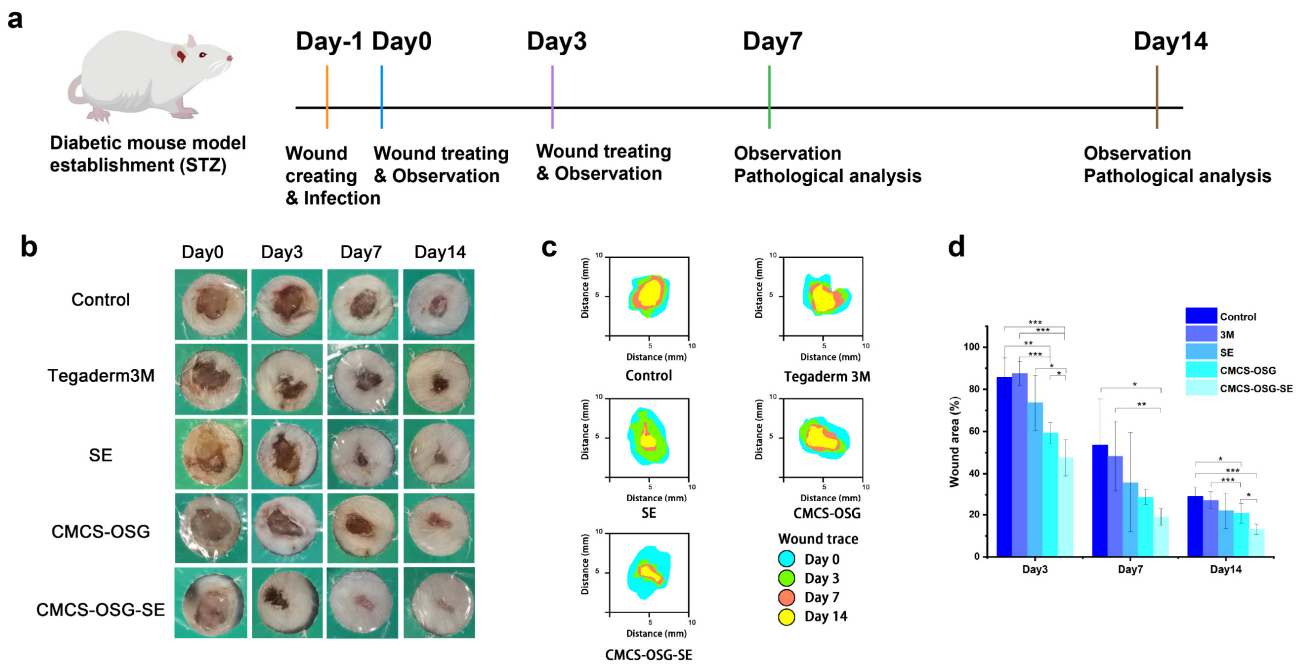 a
Day-1 Day0 Day3 Day7 Day14
Diabetic mouse model
establishment (STZ)
Wound
creating
& Infection
Wound treating
& Observation
Wound treating
& Observation
Observation
Pathological analysis
Observation
Pathological analysis
b
Day0 Day3 Day7 Day14
Control
Tegaderm3M
SE
CMCS-OSG
CMCS-OSG-SE
c
10
5
Distance (mm)
5 10
Distance (mm)
Control
10
5
Distance (mm)
5 10
Distance (mm)
Tegaderm 3M
10
5
Distance (mm)
5 10
Distance (mm)
SE
10
5
Distance (mm)
5 10
Distance (mm)
CMCS-OSG
10
5
Distance (mm)
5 10
Distance (mm)
CMCS-OSG-SE
Wound trace
Day 0
Day 3
Day 7
Day 14
d
Control
3M
SE
CMCS-OSG
CMCS-OSG-SE
Wound area (%)
100
80
60
40
20
0
***
***
**
***
*
*
*
**
*
***
***
*
Day3 Day7 Day14